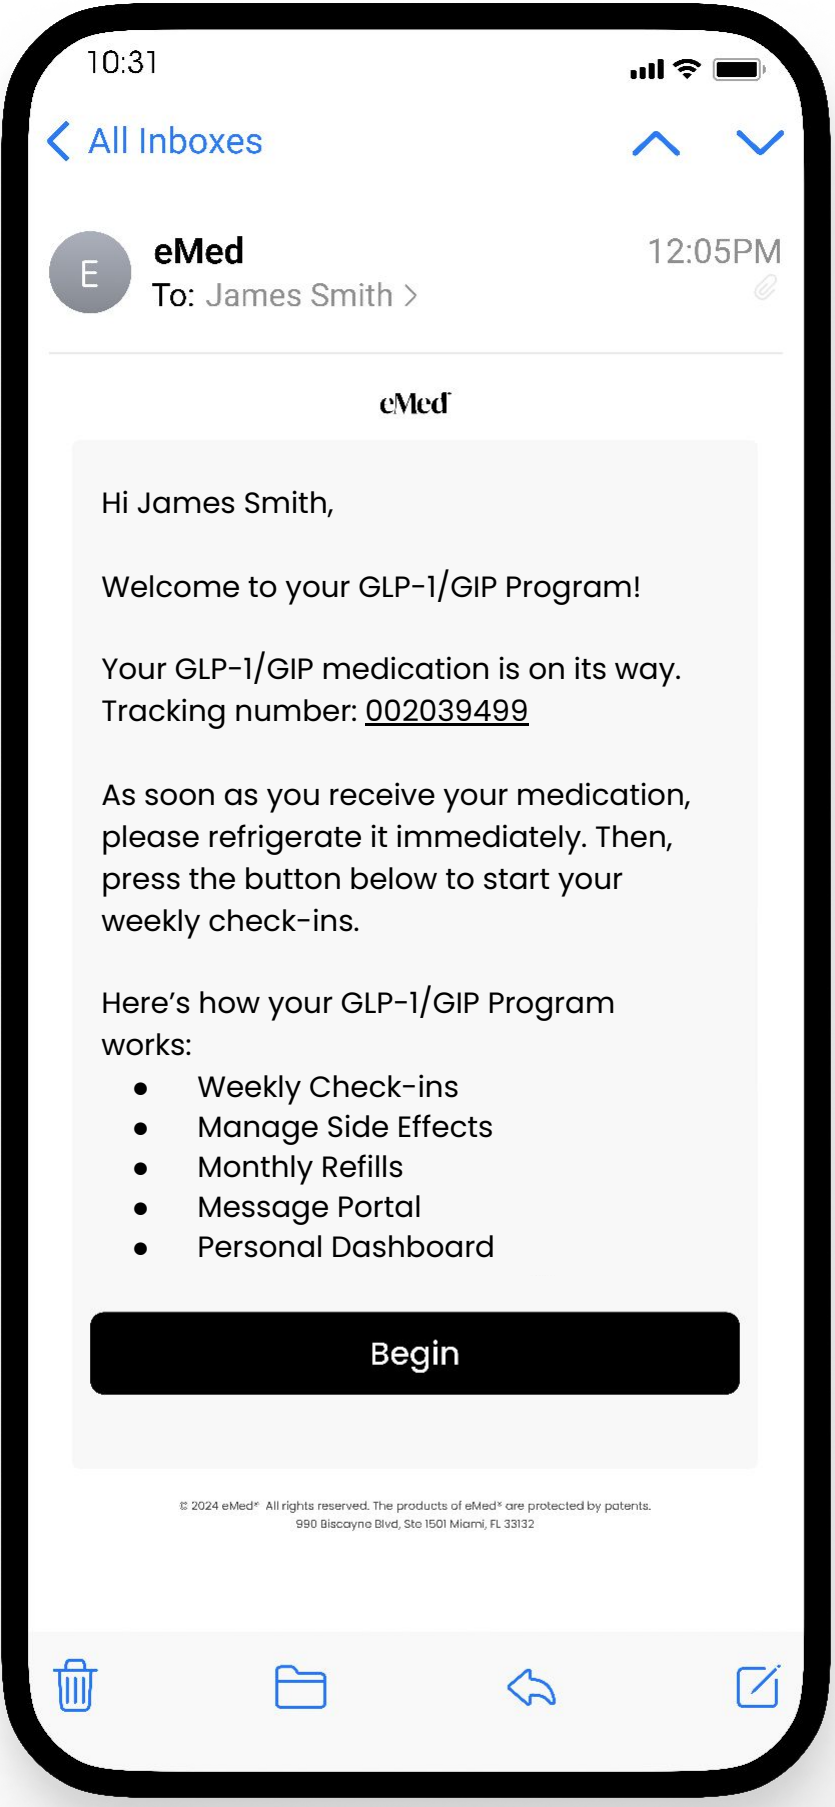 10:31
All Inboxes
E
eMed
12:05PM
To: James Smith >
eMed
Hi James Smith,
Welcome to your GLP-1/GIP Program!
Your GLP-1/GIP medication is on its way.
Tracking number: 002039499
As soon as you receive your medication,
please refrigerate it immediately. Then,
press the button below to start your
weekly check-ins.
Here’s how your GLP-1/GIP Program
works:
● Weekly Check-ins
● Manage Side Effects
● Monthly Refills
● Message Portal
● Personal Dashboard
Begin
© 2024 eMed® All rights reserved. The products of eMed® are protected by patents.
990 Biscayne Blvd, Ste 1501 Miami, FL 33132